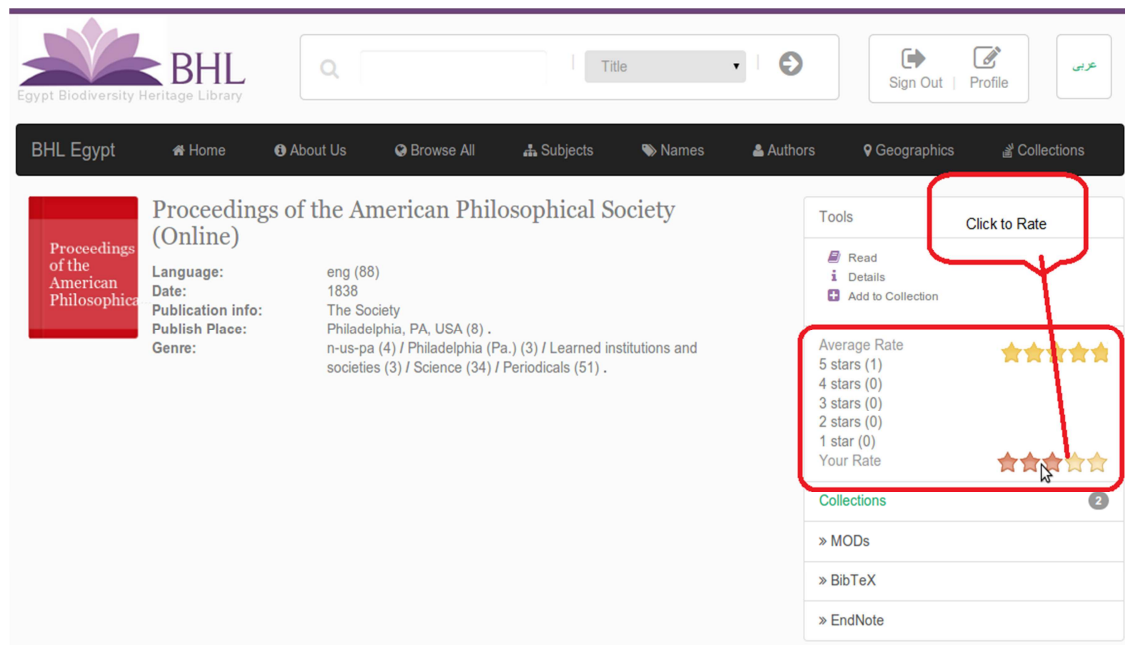 BHL
Egypt Biodiversity Heritage Library
Title
Sign Out | Profile
عربى
BHL Egypt Home About Us Browse All Subjects Names Authors Geographics Collections
Proceedings
of the
American
Philosophica
Proceedings of the American Philosophical Society
(Online)
Language: eng (88)
Date: 1838
Publication info: The Society
Publish Place: Philadelphia, PA, USA (8) .
Genre: n-us-pa (4) / Philadelphia (Pa.) (3) / Learned institutions and
societies (3) / Science (34) / Periodicals (51) .
Tools
Click to Rate
Read
Details
Add to Collection
Average Rate
5 stars (1)
4 stars (0)
3 stars (0)
2 stars (0)
1 star (0)
Your Rate
Collections 2
» MODs
» BibTeX
» EndNote